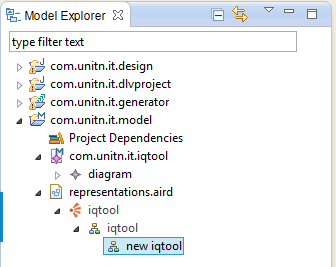 Model Explorer
type filter text
com.unitn.it.design
com.unitn.it.dlvproject
com.unitn.it.generator
com.unitn.it.model
Project Dependencies
com.unitn.it.iqtool
diagram
representations.aird
iqtool
iqtool
new iqtool